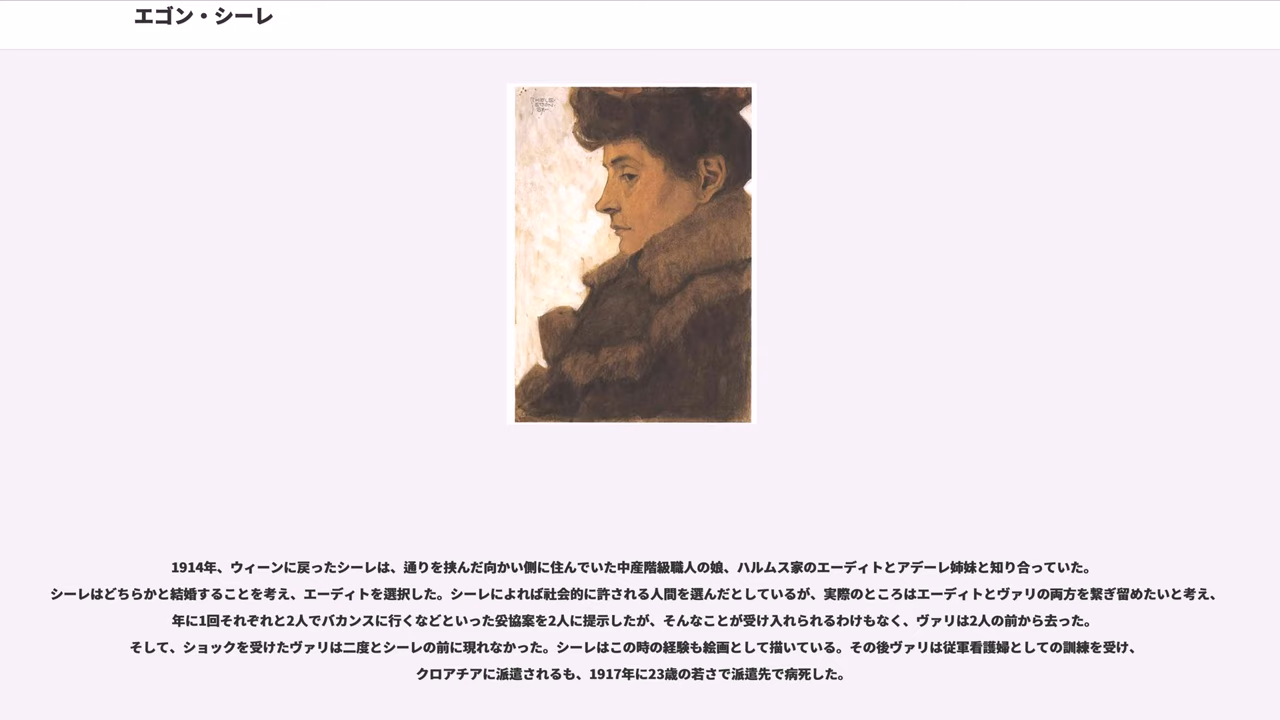 エゴン・シーレ
1914年、ウィーンに戻ったシーレは、通りを挟んだ向かい側に住んでいた中産階級職人の娘、ハルムス家のエーディトとアデーレ姉妹と知り合っていた。
シーレはどちらかと結婚することを考え、エーディトを選択した。シーレによれば社会的に許される人間を選んだとしているが、実際のところはエーディトとヴァリの両方を繋ぎ留めたいと考え、
年に1回それぞれと2人でバカンスに行くなどといった妥協案を2人に提示したが、そんなことが受け入れられるわけもなく、ヴァリは2人の前から去った。
そして、ショックを受けたヴァリは二度とシーレの前に現れなかった。シーレはこの時の経験も絵画として描いている。その後ヴァリは従軍看護婦としての訓練を受け、
クロアチアに派遣されるも、1917年に23歳の若さで派遣先で病死した。